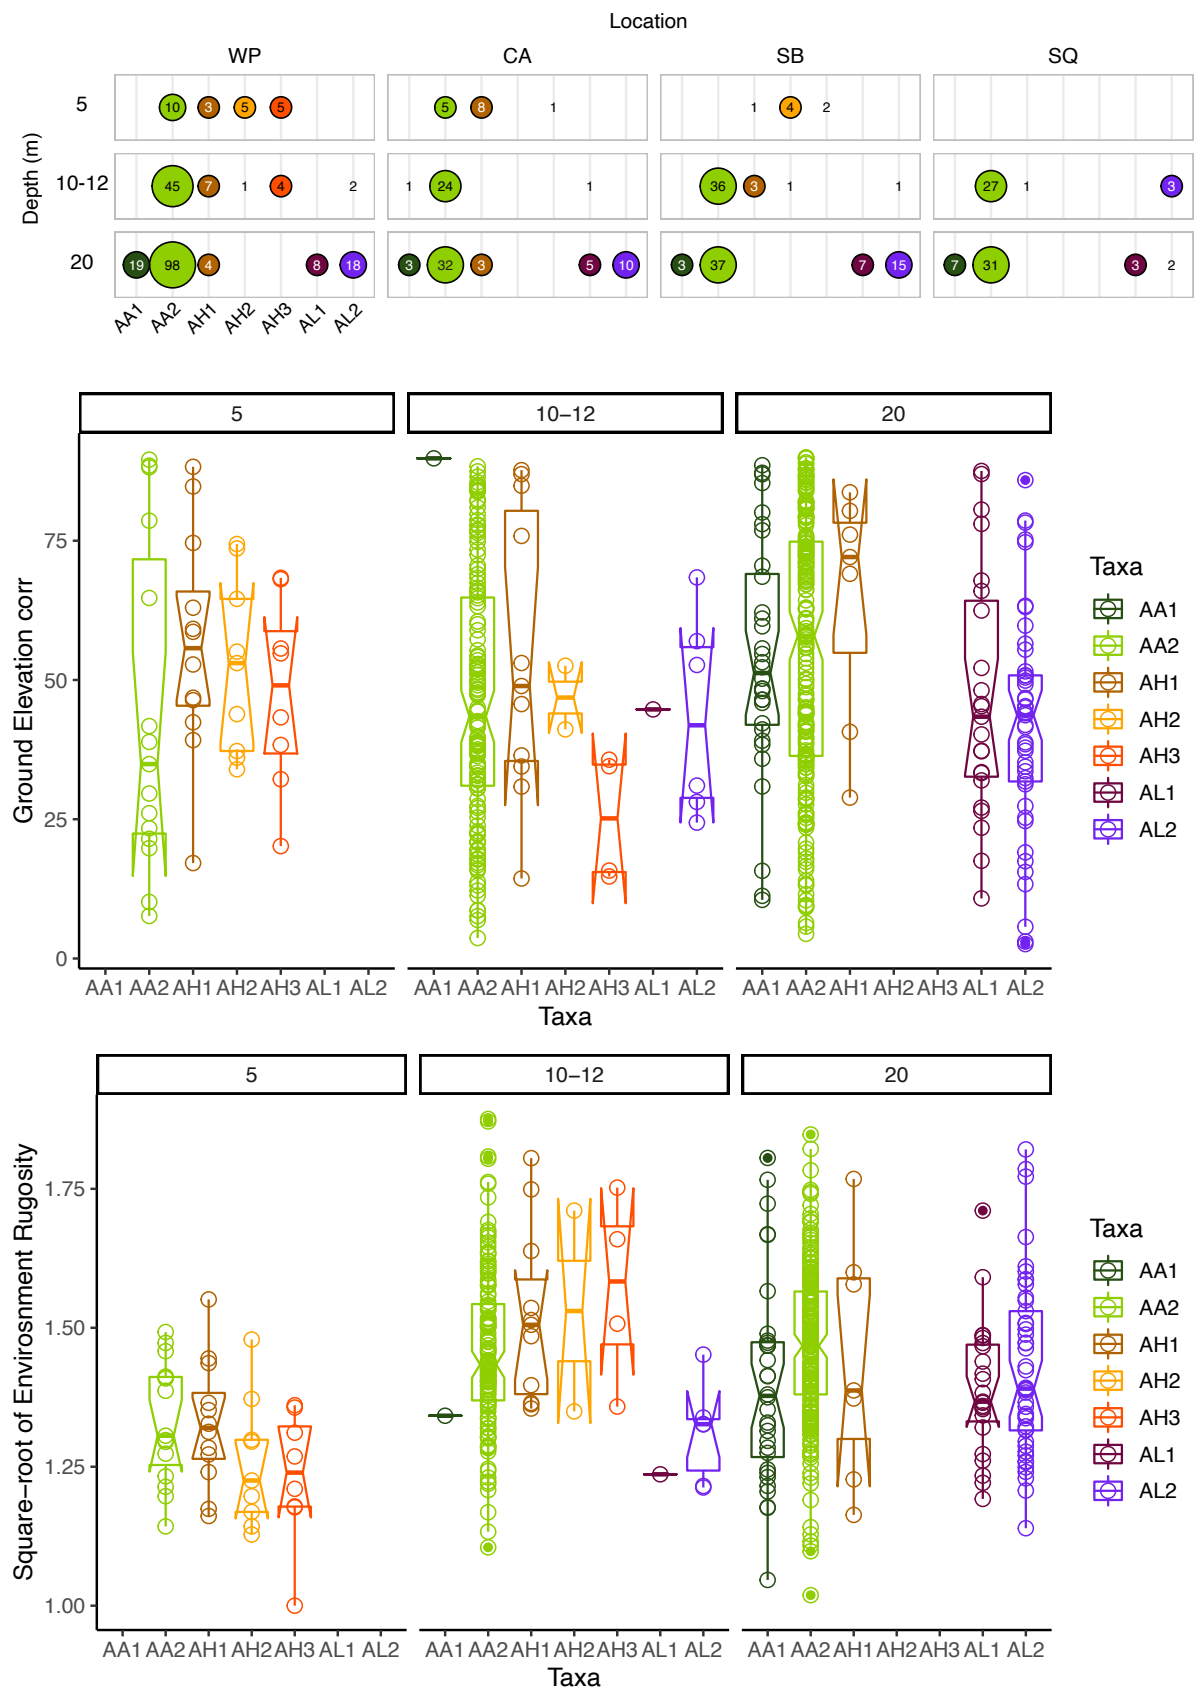 Location
WP CA SB SQ
Depth (m)
5 10 3 5 5 5 8 1 1 4 2
10-12 45 7 1 4 2 1 24 1 36 3 1 1 27 1 3
20 19 98 4 8 18 3 32 3 5 10 3 37 7 15 7 31 3 2
AA1 AA2 AH1 AH2 AH3 AL1 AL2
5 10−12 20
Ground Elevation corr
75
50
25
0
AA1 AA2 AH1 AH2 AH3 AL1 AL2 AA1 AA2 AH1 AH2 AH3 AL1 AL2 AA1 AA2 AH1 AH2 AH3 AL1 AL2
Taxa
Taxa
AA1
AA2
AH1
AH2
AH3
AL1
AL2
5 10−12 20
Square−root of Envirosnment Rugosity
1.75
1.50
1.25
1.00
AA1 AA2 AH1 AH2 AH3 AL1 AL2 AA1 AA2 AH1 AH2 AH3 AL1 AL2 AA1 AA2 AH1 AH2 AH3 AL1 AL2
Taxa
Taxa
AA1
AA2
AH1
AH2
AH3
AL1
AL2